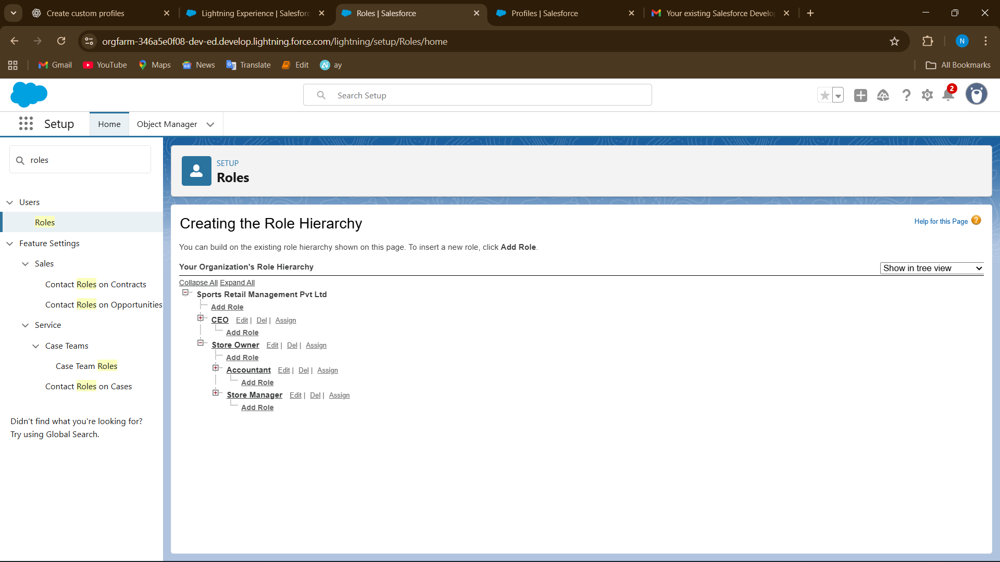 Create custom profiles
Lightning Experience | Salesforc
Roles | Salesforce
Profiles | Salesforce
Your existing Salesforce Develo
orgfarm-346a5e0f08-dev-ed.develop.lightning.force.com/lightning/setup/Roles/home
N
Gmail
YouTube
Maps
News
Translate
Edit
ay
All Bookmarks
Search Setup
2
Setup
Home
Object Manager
roles
Users
Roles
Feature Settings
Sales
Contact Roles on Contracts
Contact Roles on Opportunities
Service
Case Teams
Case Team Roles
Contact Roles on Cases
Didn't find what you're looking for?
Try using Global Search.
SETUP
Roles
Creating the Role Hierarchy
Help for this Page ?
You can build on the existing role hierarchy shown on this page. To insert a new role, click Add Role.
Your Organization's Role Hierarchy
Show in tree view
Collapse All Expand All
Sports Retail Management Pvt Ltd
Add Role
CEO Edit | Del | Assign
Add Role
Store Owner Edit | Del | Assign
Add Role
Accountant Edit | Del | Assign
Add Role
Store Manager Edit | Del | Assign
Add Role